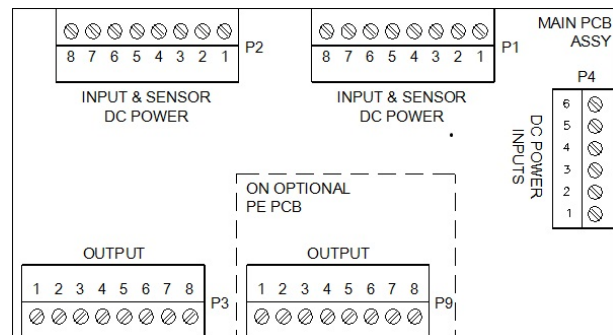 MAIN PCB
ASSY
8 7 6 5 4 3 2 1
P2
8 7 6 5 4 3 2 1
P1
INPUT & SENSOR
DC POWER
INPUT & SENSOR
DC POWER
P4
6
5
4
3
2
1
DC POWER
INPUTS
ON OPTIONAL
PE PCB
OUTPUT
1 2 3 4 5 6 7 8
P3
OUTPUT
1 2 3 4 5 6 7 8
P9